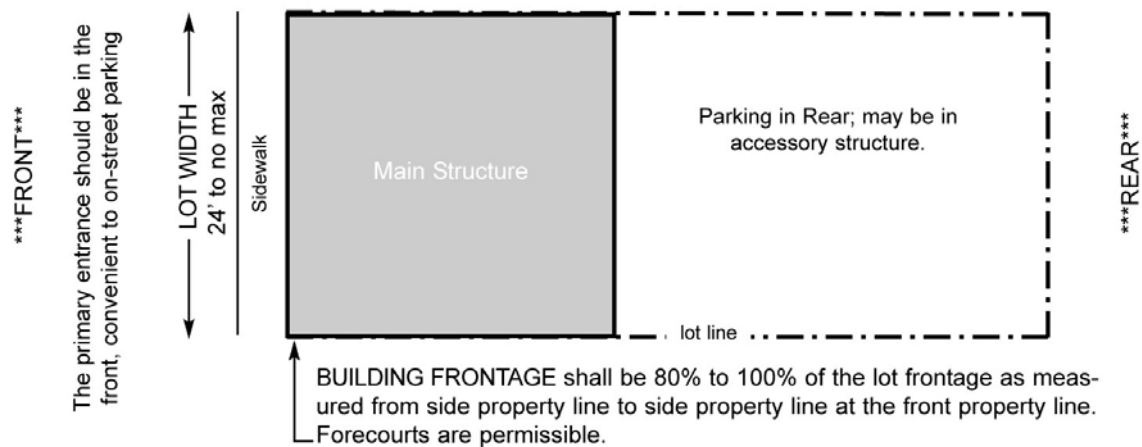 ***FRONT***
The primary entrance should be in the
front, convenient to on-street parking
LOT WIDTH
24' to no max
Sidewalk
Main Structure
Parking in Rear; may be in
accessory structure.
***REAR***
lot line
BUILDING FRONTAGE shall be 80% to 100% of the lot frontage as meas-
ured from side property line to side property line at the front property line.
Forecourts are permissible.